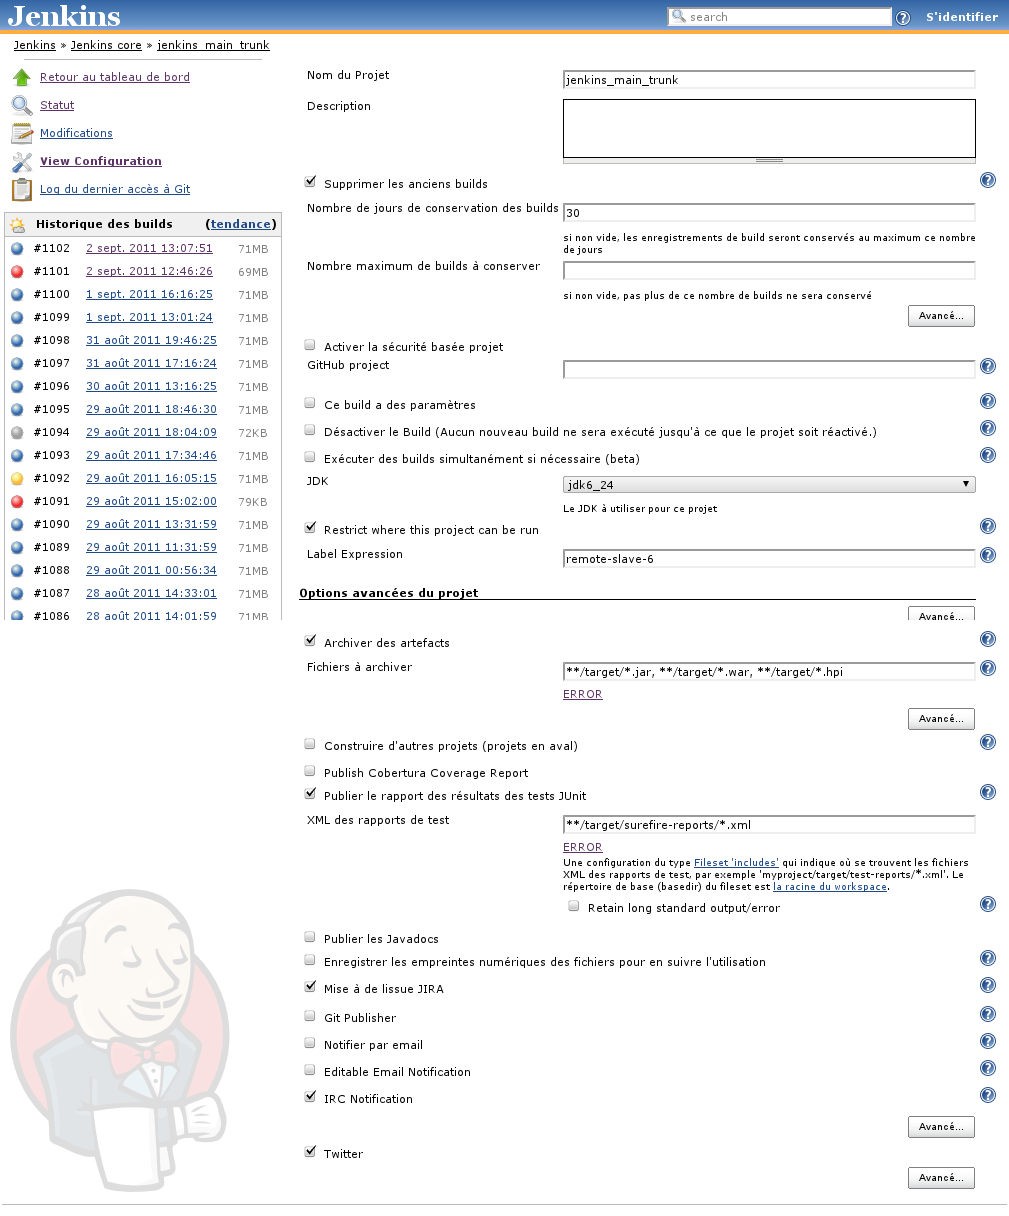 Jenkins
search
S'identifier
Jenkins » Jenkins core » jenkins_main_trunk
Retour au tableau de bord
Statut
Modifications
View Configuration
Log du dernier accès à Git
Historique des builds (tendance)
#1102 2 sept. 2011 13:07:51 71MB
#1101 2 sept. 2011 12:46:26 69MB
#1100 1 sept. 2011 16:16:25 71MB
#1099 1 sept. 2011 13:01:24 71MB
#1098 31 août 2011 19:46:25 71MB
#1097 31 août 2011 17:16:24 71MB
#1096 30 août 2011 13:16:25 71MB
#1095 29 août 2011 18:46:30 71MB
#1094 29 août 2011 18:04:09 72KB
#1093 29 août 2011 17:34:46 71MB
#1092 29 août 2011 16:05:15 71MB
#1091 29 août 2011 15:02:00 79KB
#1090 29 août 2011 13:31:59 71MB
#1089 29 août 2011 11:31:59 71MB
#1088 29 août 2011 00:56:34 71MB
#1087 28 août 2011 14:33:01 71MB
#1086 28 août 2011 14:01:59 71MB
Nom du Projet
jenkins_main_trunk
Description
Supprimer les anciens builds
Nombre de jours de conservation des builds
30
si non vide, les enregistrements de build seront conservés au maximum ce nombre
de jours
Nombre maximum de builds à conserver
si non vide, pas plus de ce nombre de builds ne sera conservé
Avancé...
Activer la sécurité basée projet
GitHub project
Ce build a des paramètres
Désactiver le Build (Aucun nouveau build ne sera exécuté jusqu'à ce que le projet soit réactivé.)
Exécuter des builds simultanément si nécessaire (beta)
JDK
jdk6_24
Le JDK à utiliser pour ce projet
Restrict where this project can be run
Label Expression
remote-slave-6
Options avancées du projet
Avancé...
Archiver des artefacts
Fichiers à archiver
**/target/*.jar, **/target/*.war, **/target/*.hpi
ERROR
Avancé...
Construire d'autres projets (projets en aval)
Publish Cobertura Coverage Report
Publier le rapport des résultats des tests JUnit
XML des rapports de test
**/target/surefire-reports/*.xml
ERROR
Une configuration du type Fileset 'includes' qui indique où se trouvent les fichiers
XML des rapports de test, par exemple 'myproject/target/test-reports/*.xml'. Le
répertoire de base (basedir) du fileset est la racine du workspace.
Retain long standard output/error
Publier les Javadocs
Enregistrer les empreintes numériques des fichiers pour en suivre l'utilisation
Mise à de lissue JIRA
Git Publisher
Notifier par email
Editable Email Notification
IRC Notification
Avancé...
Twitter
Avancé...